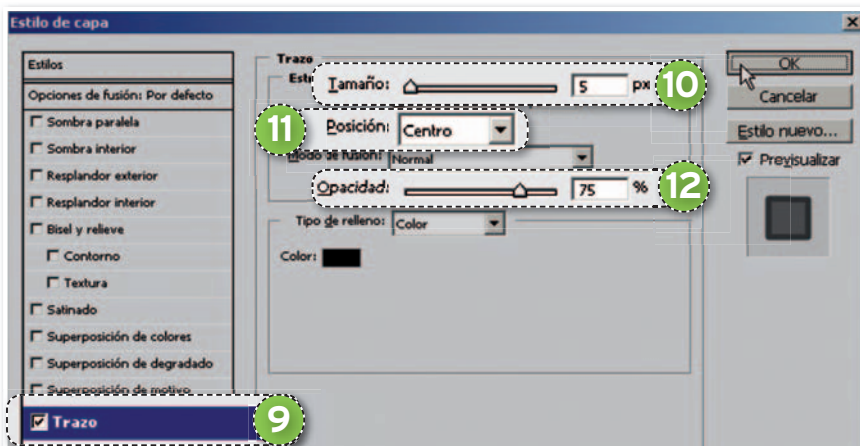 Estilo de capa
Estilos
Opciones de fusión: Por defecto
Sombra paralela
Sombra interior
Resplandor exterior
Resplandor interior
Bisel y relieve
Contorno
Textura
Satinado
Superposición de colores
Superposición de degradado
Superposición de motivo
Trazo
9
Trazo
Tamaño: 5 px
10
11
Posición: Centro
Modo de fusión: Normal
Opacidad: 75 %
12
Tipo de relleno: Color
Color:
OK
Cancelar
Estilo nuevo...
Previsualizar